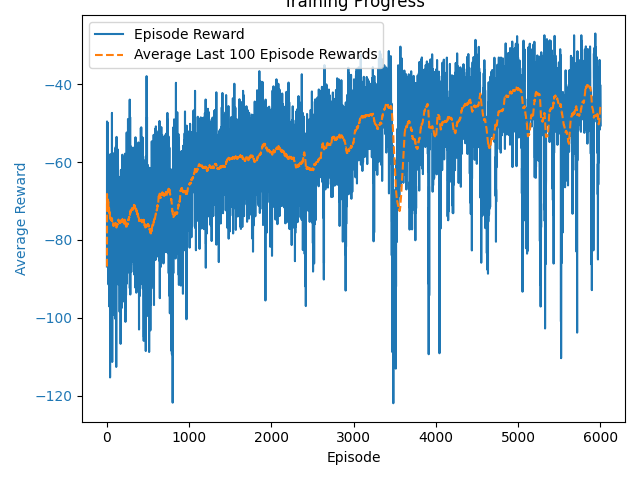 Training Progress
Episode Reward
Average Last 100 Episode Rewards
Average Reward
−40
−60
−80
−100
−120
0 1000 2000 3000 4000 5000 6000
Episode